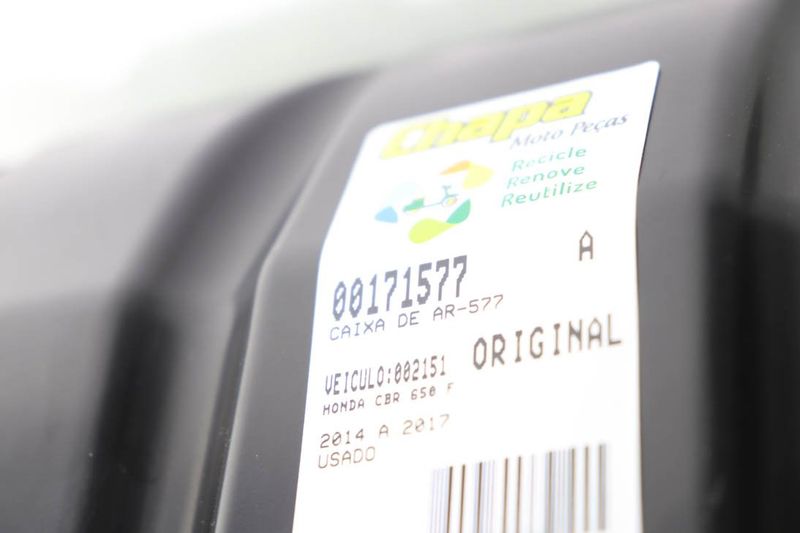 Chapa
Moto Peças
Recicle
Renove
Reutilize
A
00171577
CAIXA DE AR-577
ORIGINAL
VEICULO:002151
HONDA CBR 650 F
2014 A 2017
USADO